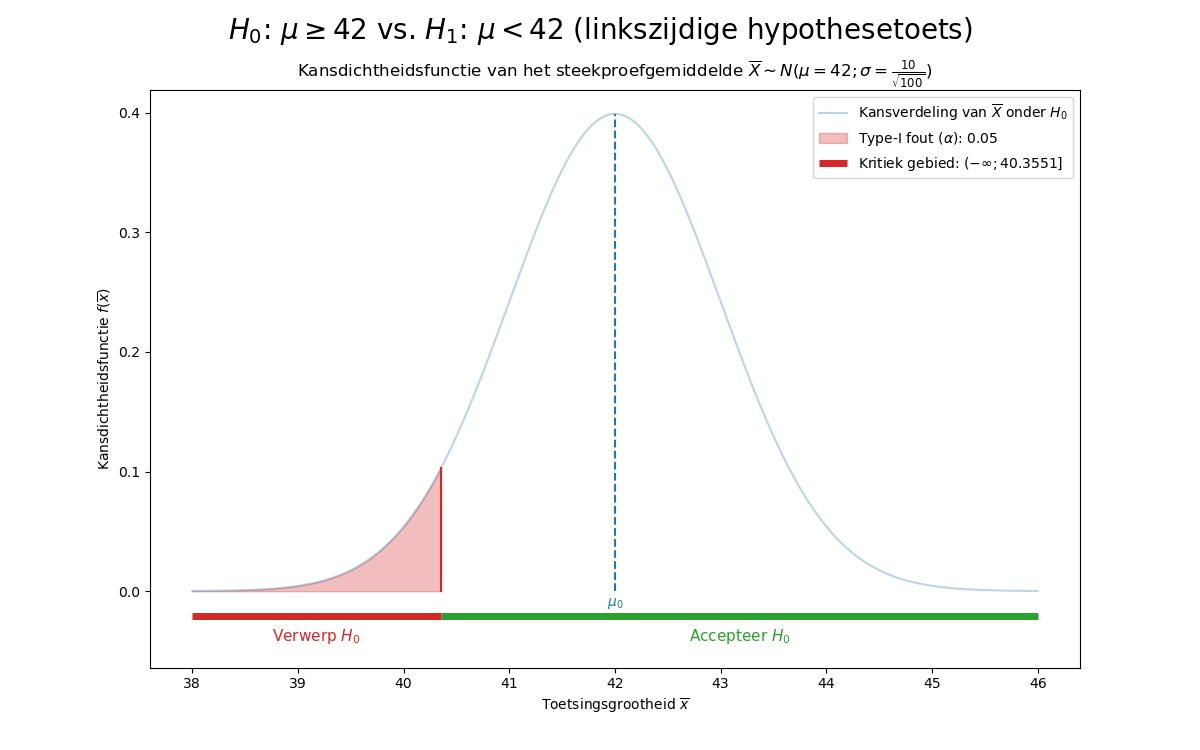 H₀: μ ≥ 42 vs. H₁: μ < 42 (linkszijdige hypothesetoets)
Kansdichtheidsfunctie van het steekproefgemiddelde X̅ ~ N(μ = 42; σ = 10/√100)
Kansverdeling van X̅ onder H₀
Type-I fout (α): 0.05
Kritiek gebied: (−∞; 40.3551]
Kansdichtheidsfunctie f(x̅)
0.4
0.3
0.2
0.1
0.0
μ₀
Verwerp H₀
Accepteer H₀
38 39 40 41 42 43 44 45 46
Toetsingsgrootheid x̅